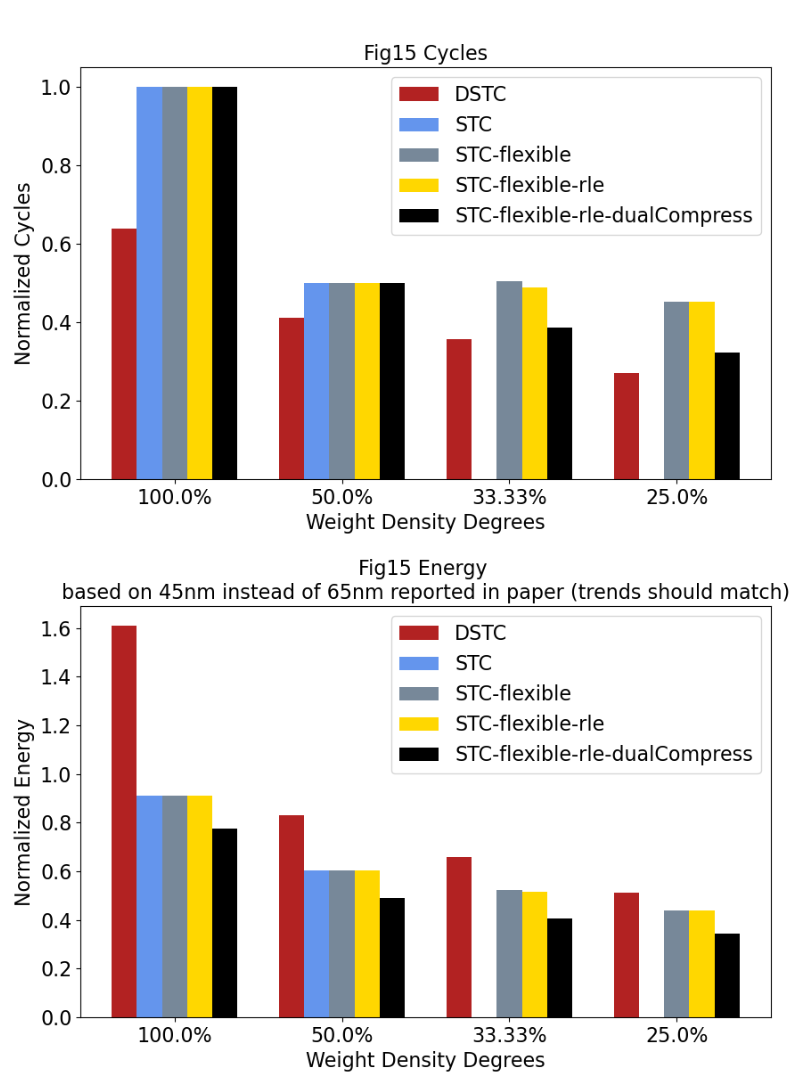 Fig15 Cycles
Normalized Cycles
1.0
0.8
0.6
0.4
0.2
0.0
DSTC
STC
STC-flexible
STC-flexible-rle
STC-flexible-rle-dualCompress
100.0% 50.0% 33.33% 25.0%
Weight Density Degrees
Fig15 Energy
based on 45nm instead of 65nm reported in paper (trends should match)
Normalized Energy
1.6
1.4
1.2
1.0
0.8
0.6
0.4
0.2
0.0
DSTC
STC
STC-flexible
STC-flexible-rle
STC-flexible-rle-dualCompress
100.0% 50.0% 33.33% 25.0%
Weight Density Degrees